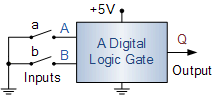 +5V
a
A
b
B
A Digital
Logic Gate
Q
Inputs
Output